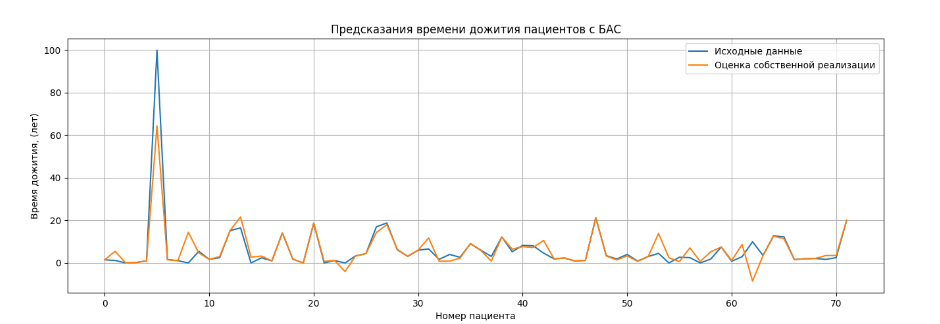 Предсказания времени дожития пациентов с БАС
Исходные данные
Оценка собственной реализации
Время дожития, (лет)
100
80
60
40
20
0
0 10 20 30 40 50 60 70
Номер пациента